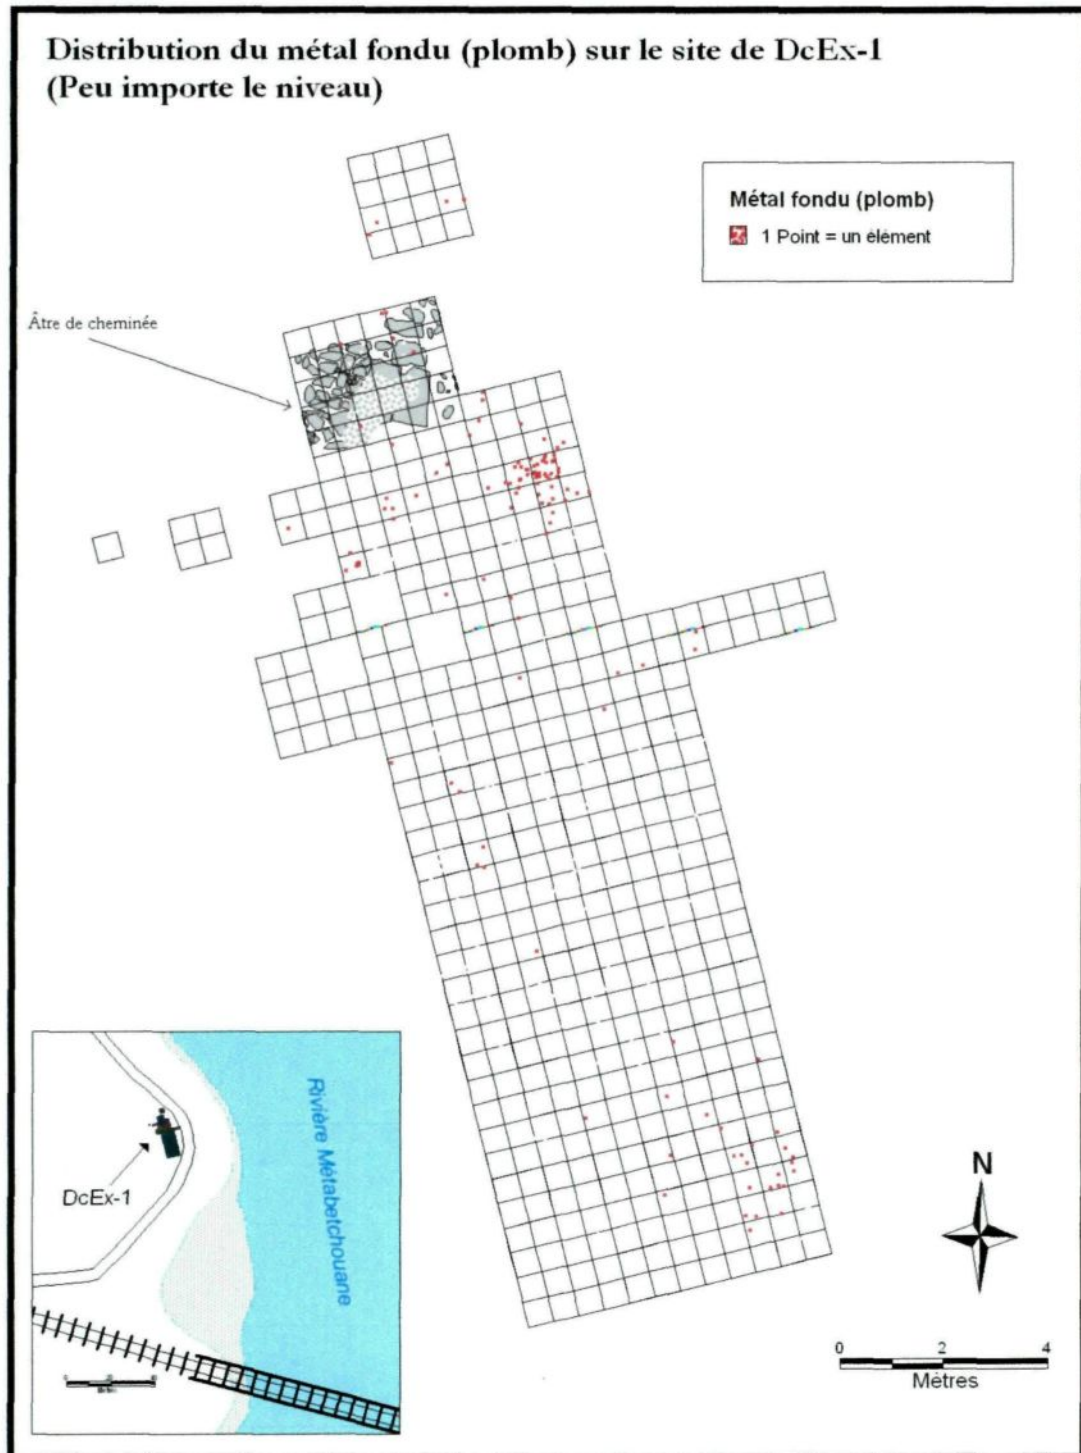 Distribution du métal fondu (plomb) sur le site de DcEx-1
(Peu importe le niveau)
Métal fondu (plomb)
1 Point = un élément
Âtre de cheminée
Rivière Métabetchouane
DcEx-1
N
0 2 4
Mètres